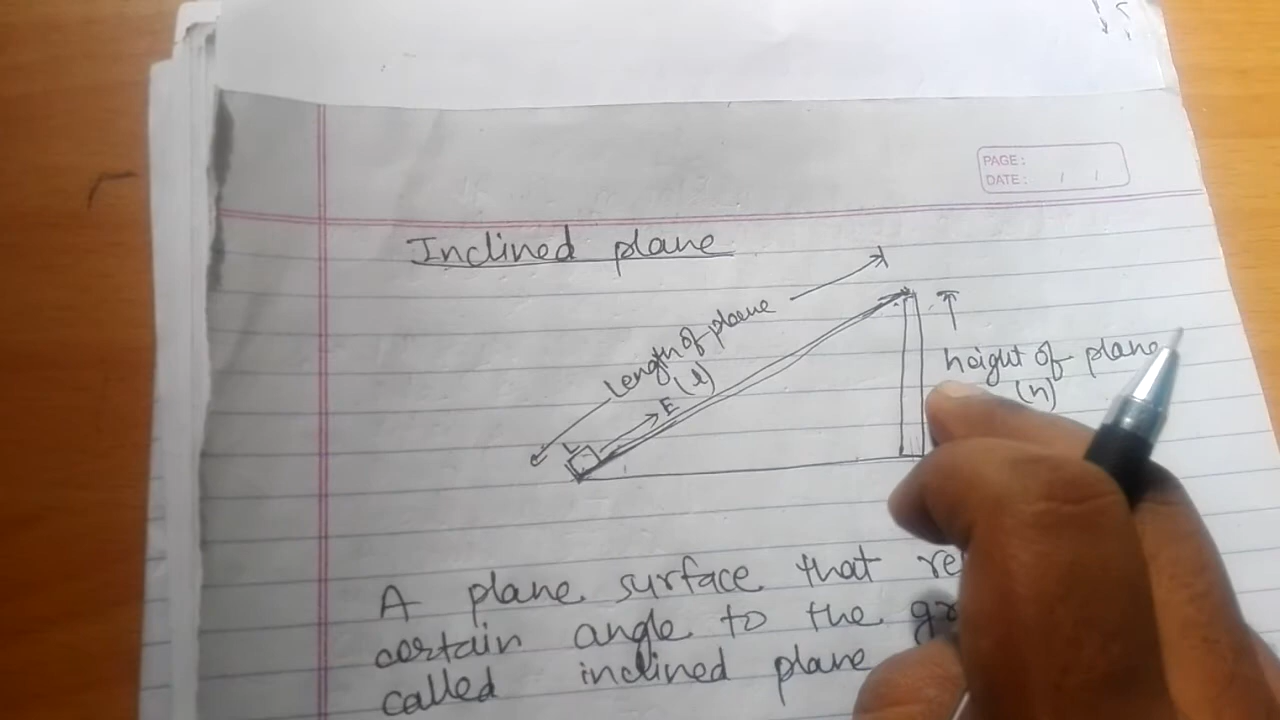 PAGE:
DATE: / /
Inclined plane
Length of plane
(l)
E
L
height of plane
(h)
A plane surface that re
certain angle to the gr
called inclined plane